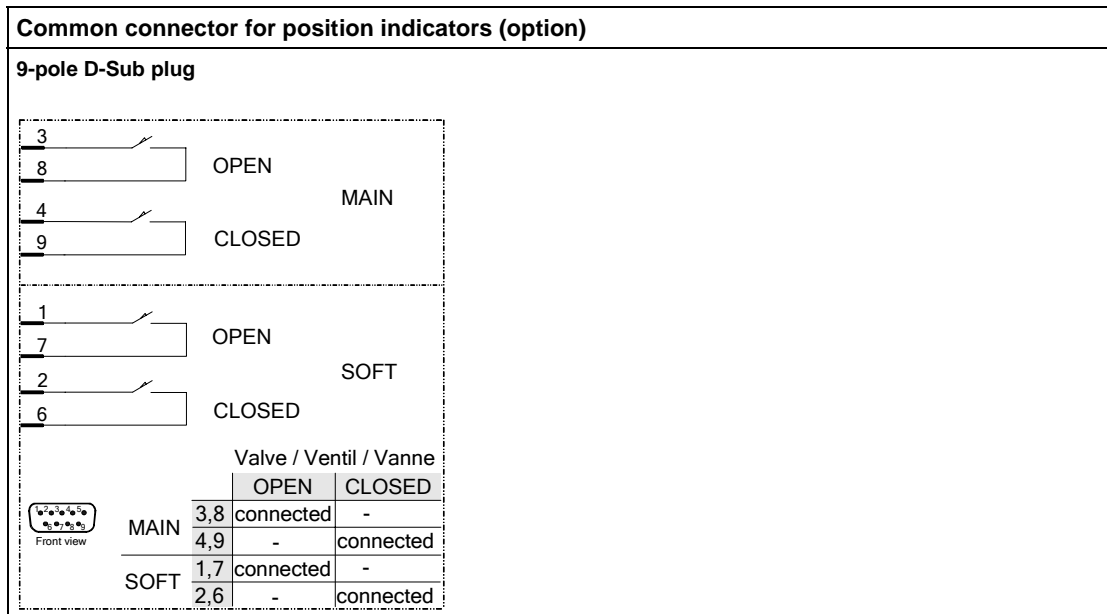 Common connector for position indicators (option)
9-pole D-Sub plug
3
8
OPEN
MAIN
4
9
CLOSED
1
7
OPEN
SOFT
2
6
CLOSED
Valve / Ventil / Vanne
OPEN CLOSED
MAIN 3,8 connected -
4,9 - connected
SOFT 1,7 connected -
2,6 - connected
1 2 3 4 5
6 7 8 9
Front view